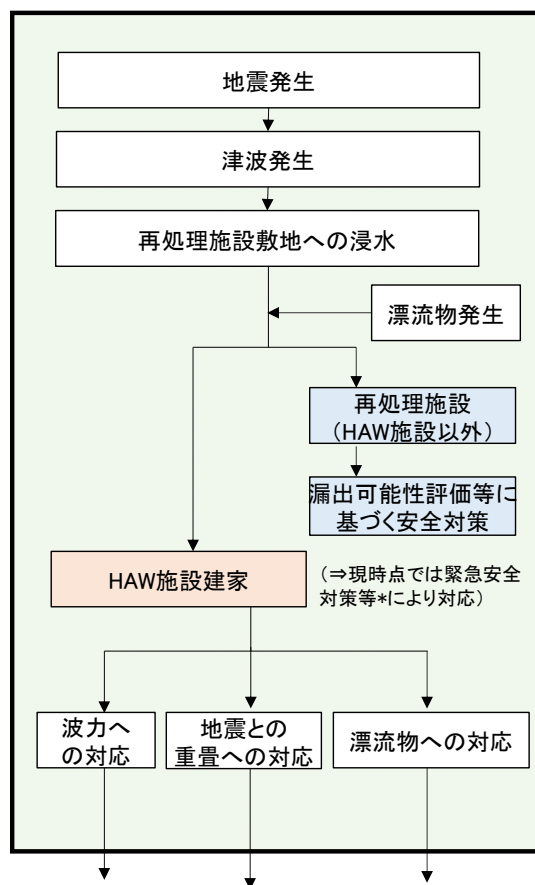 地震発生
津波発生
再処理施設敷地への浸水
漂流物発生
再処理施設
（HAW施設以外）
漏出可能性評価等に
基づく安全対策
HAW施設建家
（⇒現時点では緊急安全
対策等*により対応）
波力へ
の対応
地震との
重畳への対応
漂流物への対応